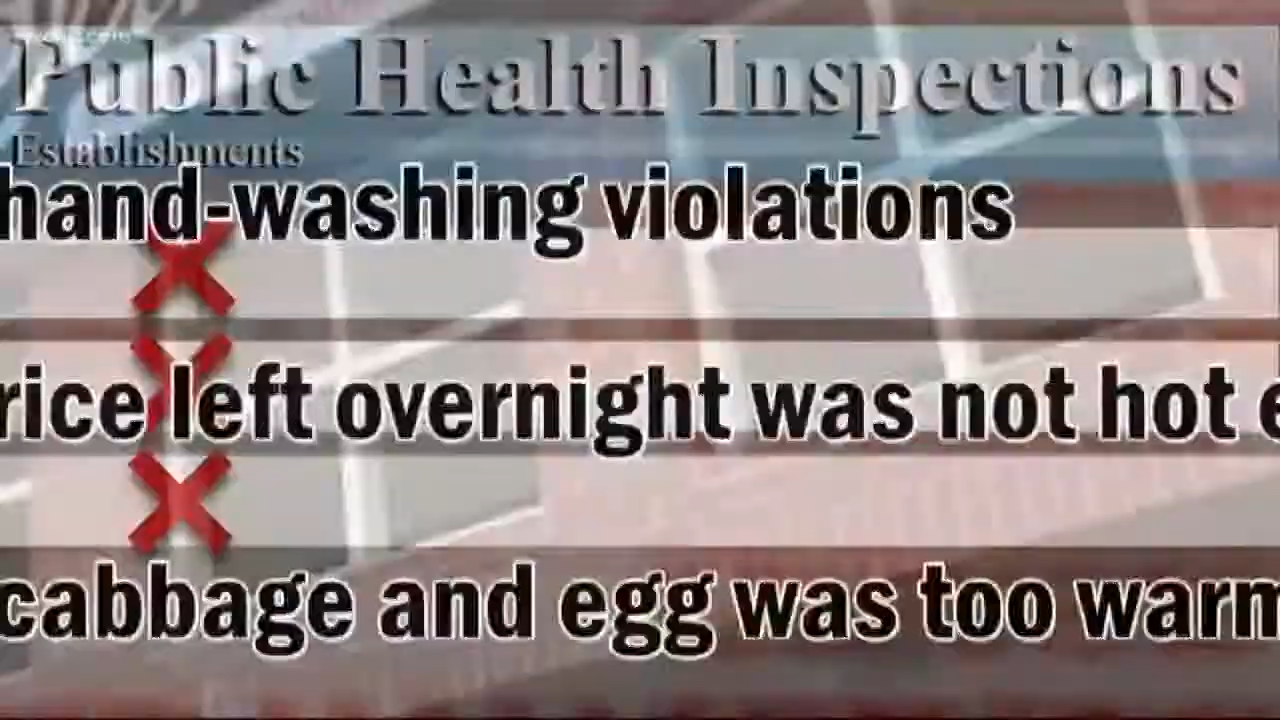 Public Health Inspections
Establishments
hand-washing violations
rice left overnight was not hot e
cabbage and egg was too warm